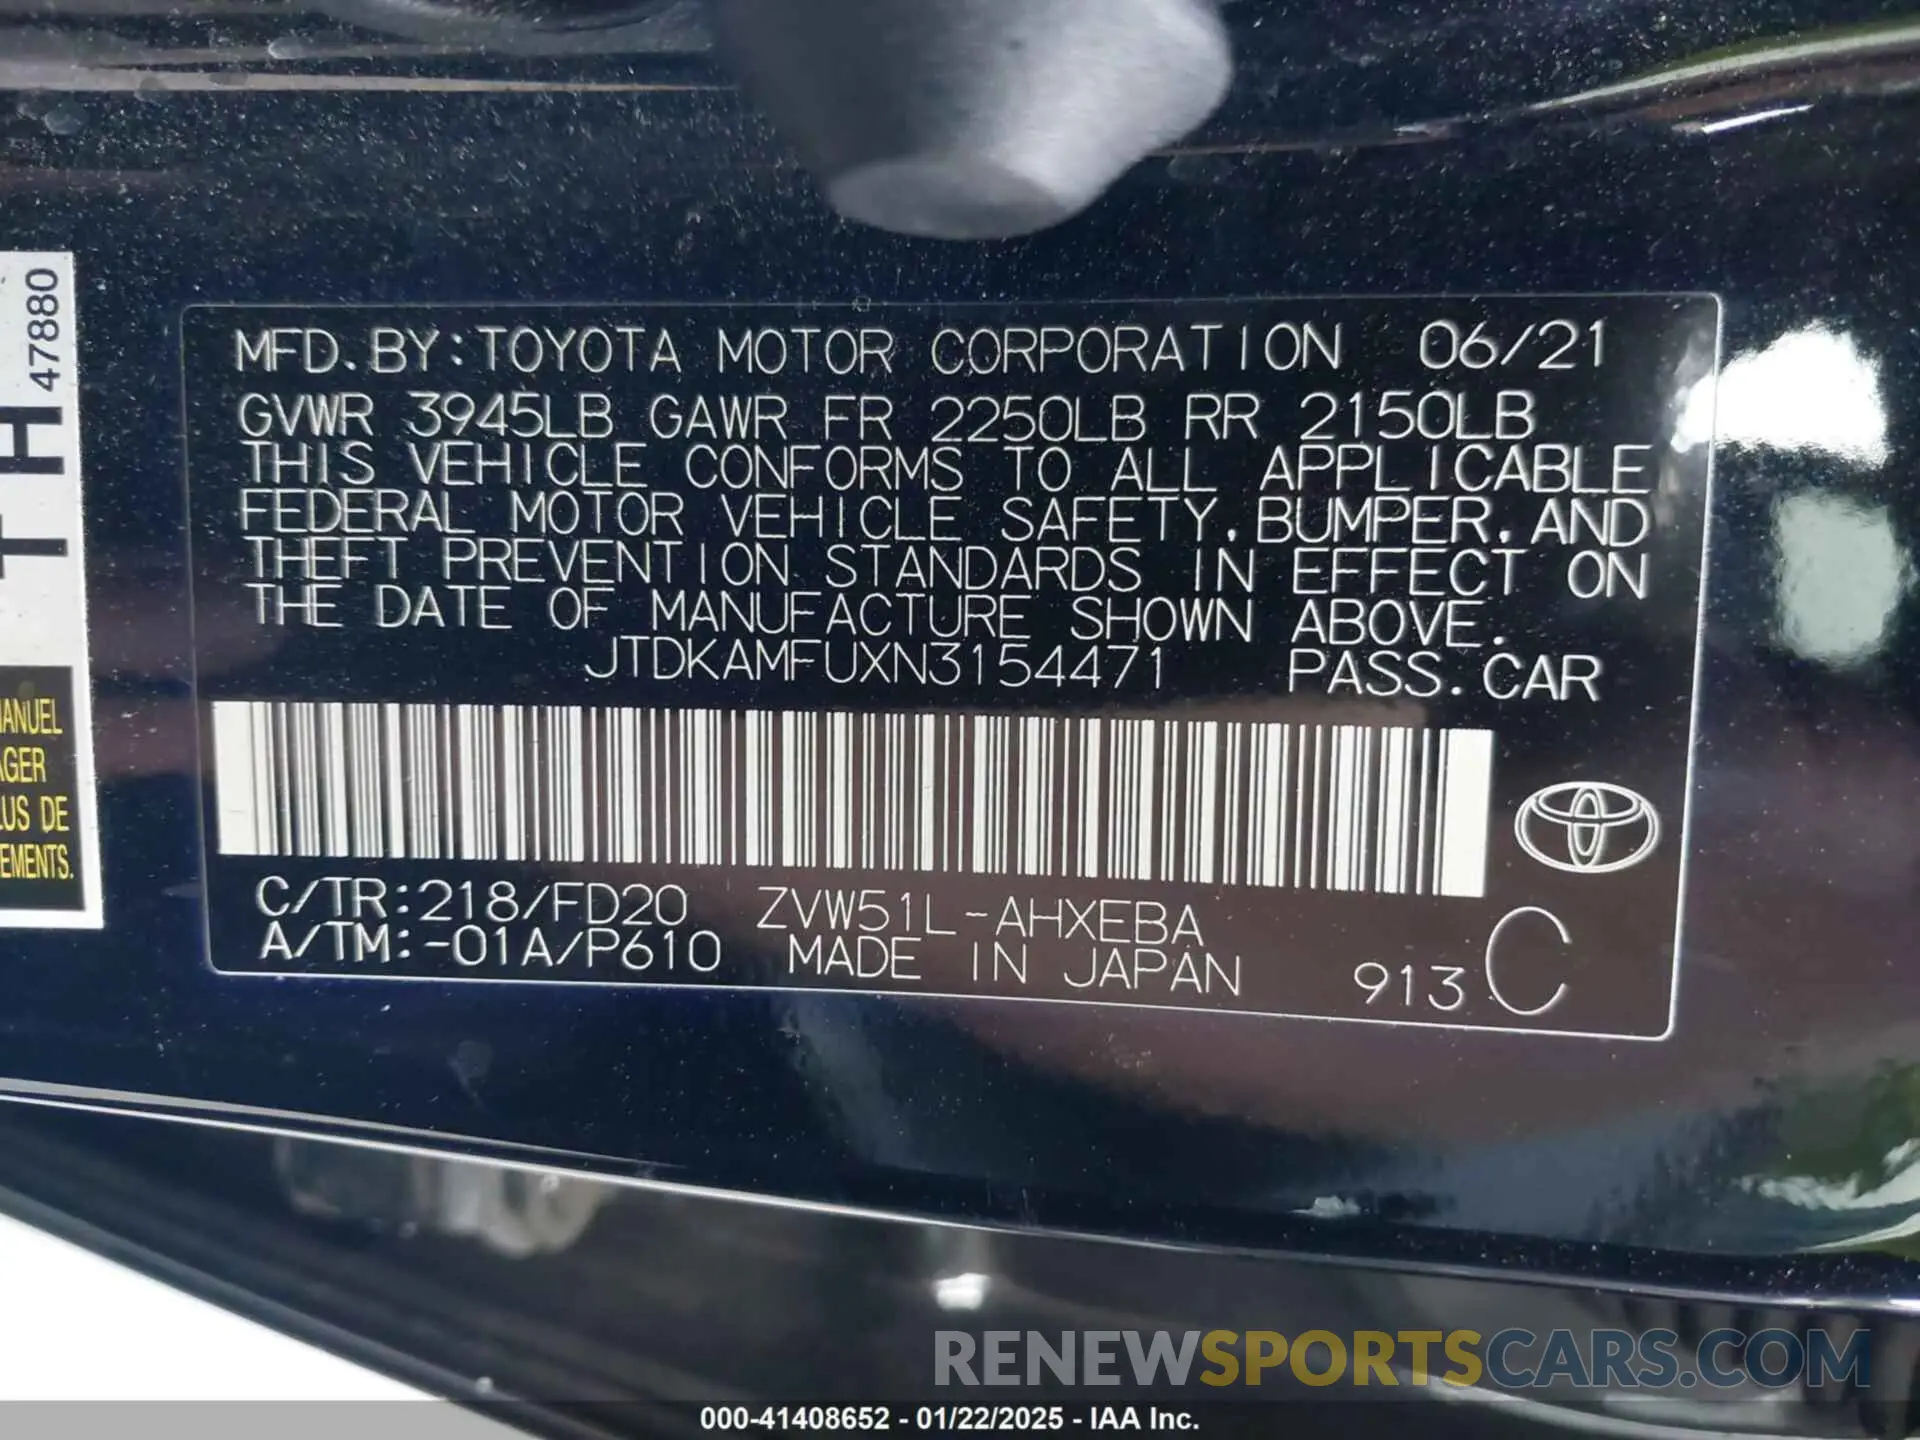 47880
TH
MANUEL
AGER
LUS DE
EMENTS.
MFD.BY:TOYOTA MOTOR CORPORATION 06/21
GVWR 3945LB GAWR FR 2250LB RR 2150LB
THIS VEHICLE CONFORMS TO ALL APPLICABLE
FEDERAL MOTOR VEHICLE SAFETY,BUMPER,AND
THEFT PREVENTION STANDARDS IN EFFECT ON
THE DATE OF MANUFACTURE SHOWN ABOVE.
JTDKAMFUXN3154471 PASS.CAR
C/TR:218/FD20 ZVW51L-AHXEBA
A/TM:-01A/P610 MADE IN JAPAN 913 C
RENEWSPORTSCARS.COM
000-41408652 - 01/22/2025 - IAA Inc.